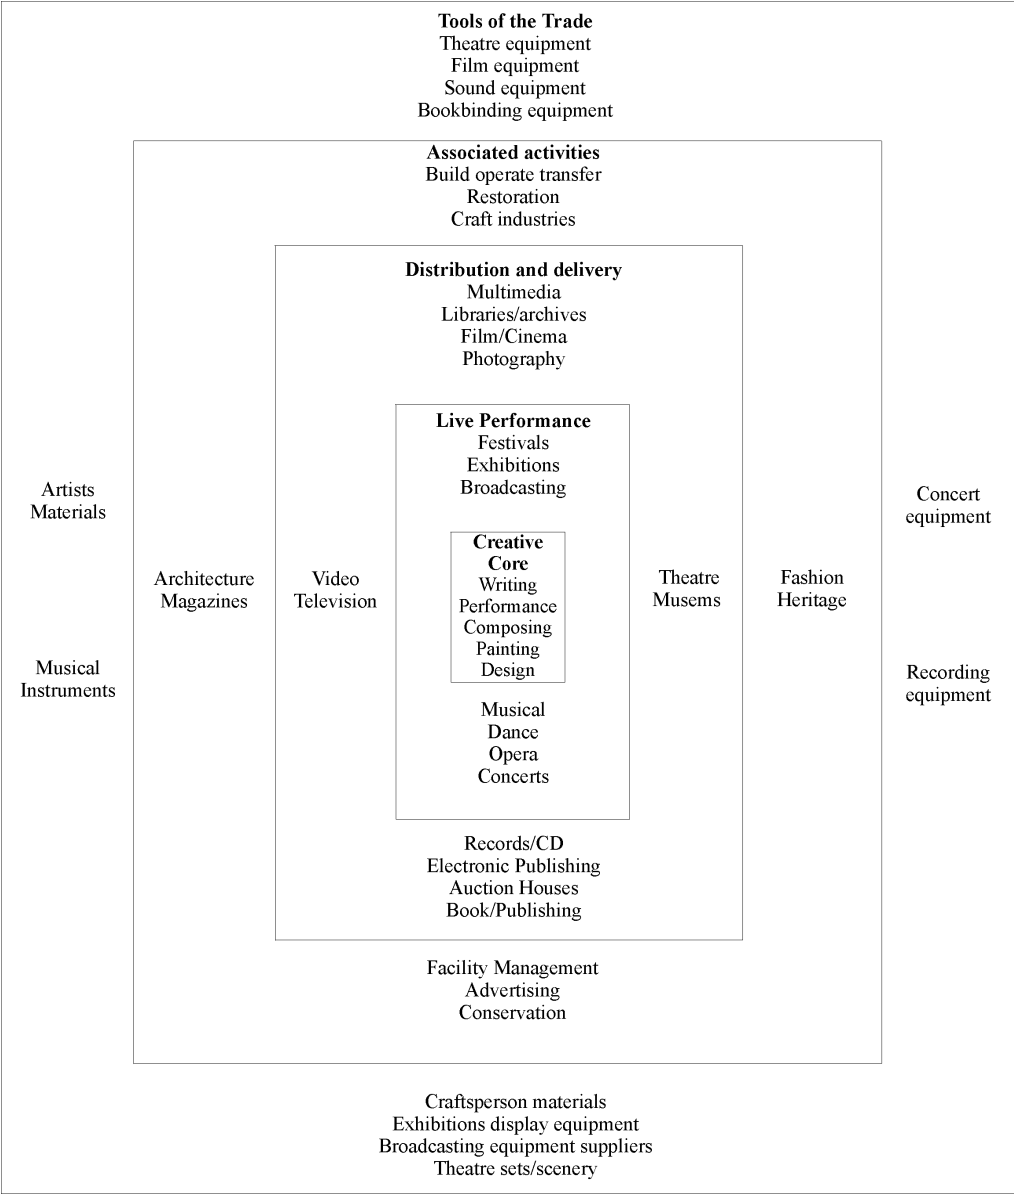 Tools of the Trade
Theatre equipment
Film equipment
Sound equipment
Bookbinding equipment
Associated activities
Build operate transfer
Restoration
Craft industries
Distribution and delivery
Multimedia
Libraries/archives
Film/Cinema
Photography
Live Performance
Festivals
Exhibitions
Broadcasting
Artists
Materials
Musical
Instruments
Architecture
Magazines
Video
Television
Creative
Core
Writing
Performance
Composing
Painting
Design
Theatre
Musems
Fashion
Heritage
Concert
equipment
Recording
equipment
Musical
Dance
Opera
Concerts
Records/CD
Electronic Publishing
Auction Houses
Book/Publishing
Facility Management
Advertising
Conservation
Craftsperson materials
Exhibitions display equipment
Broadcasting equipment suppliers
Theatre sets/scenery